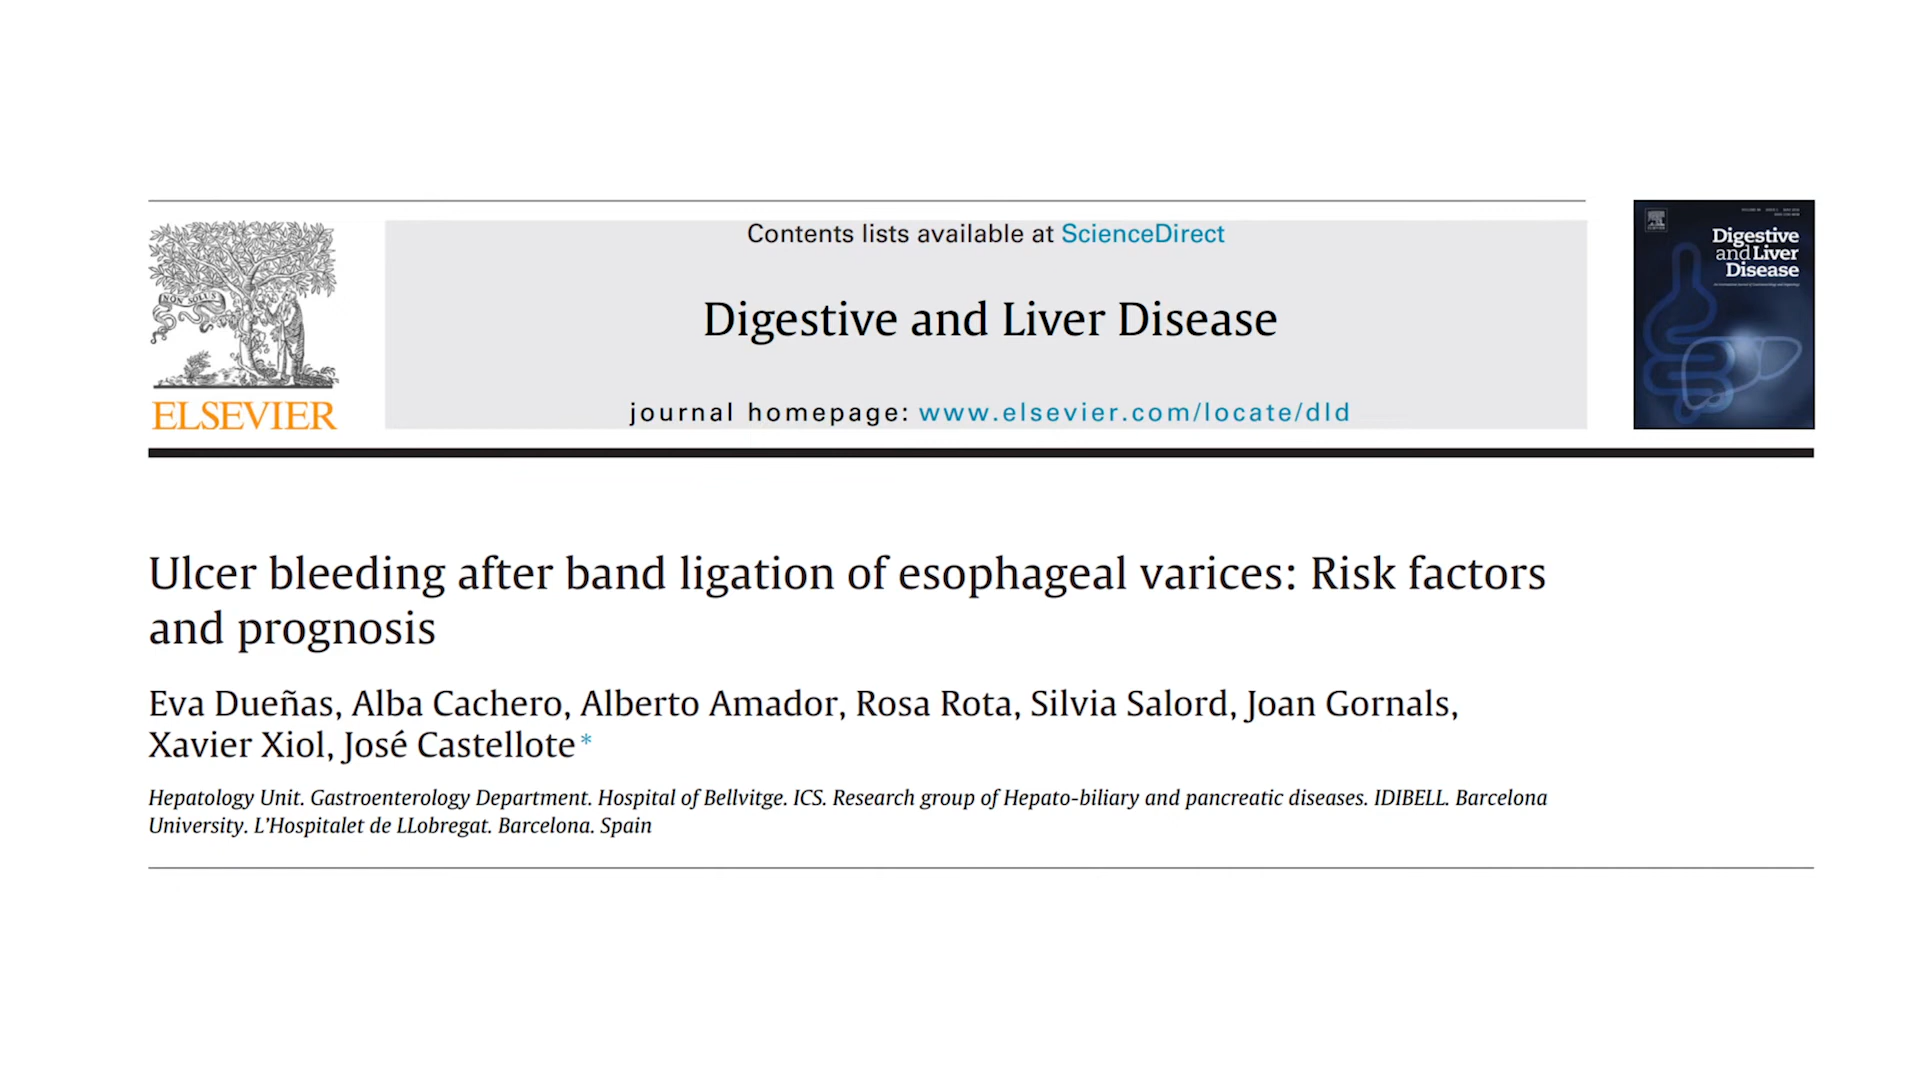 Contents lists available at ScienceDirect
Digestive and Liver Disease
journal homepage: www.elsevier.com/locate/dld
NON SOLUS
ELSEVIER
Digestive
and Liver
Disease
Ulcer bleeding after band ligation of esophageal varices: Risk factors
and prognosis
Eva Dueñas, Alba Cachero, Alberto Amador, Rosa Rota, Silvia Salord, Joan Gornals,
Xavier Xiol, José Castellote*
Hepatology Unit. Gastroenterology Department. Hospital of Bellvitge. ICS. Research group of Hepato-biliary and pancreatic diseases. IDIBELL. Barcelona
University. L'Hospitalet de LLobregat. Barcelona. Spain